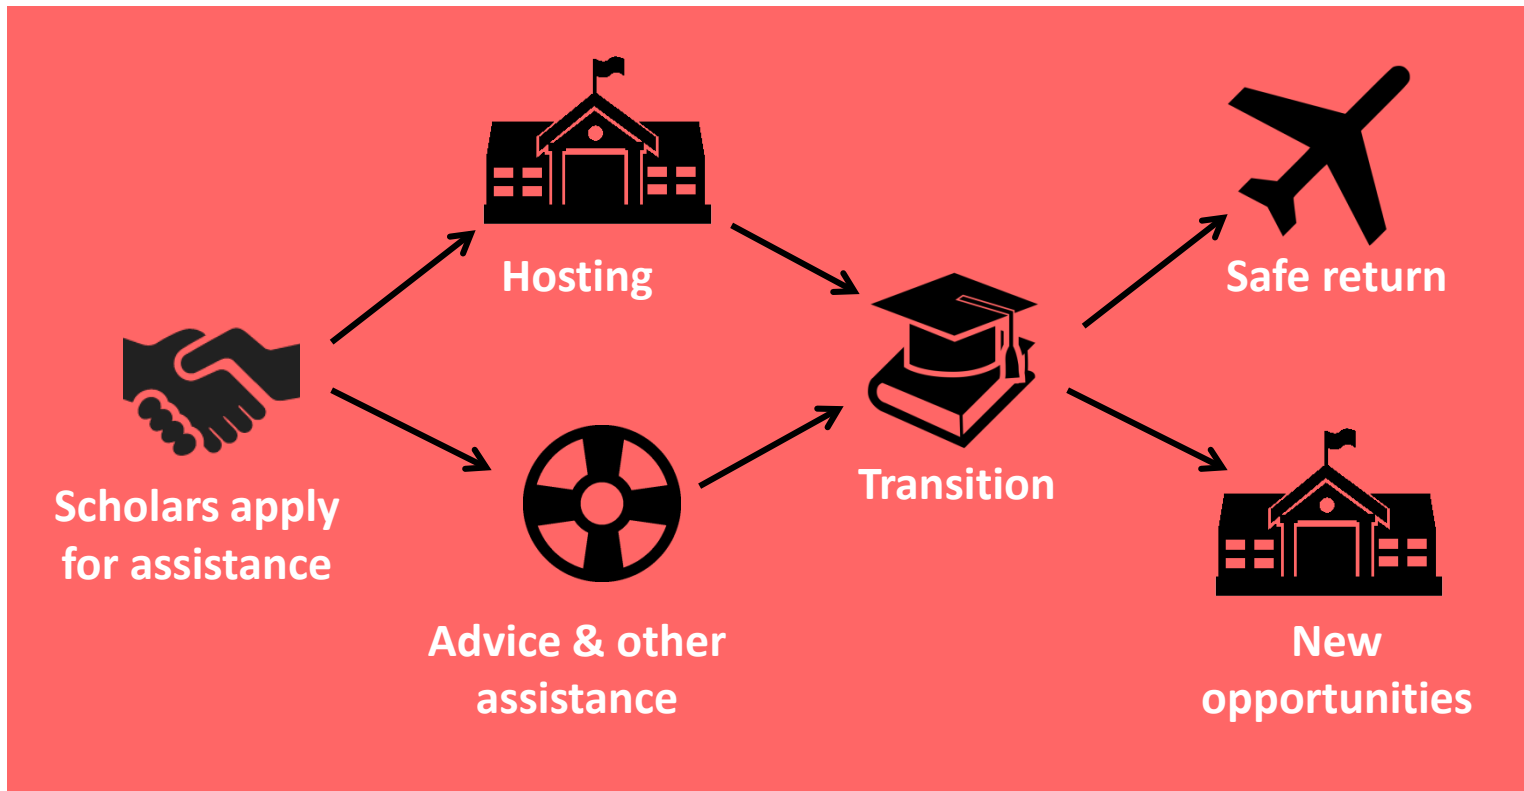 Hosting
Safe return
Scholars apply
for assistance
Transition
Advice & other
assistance
New
opportunities